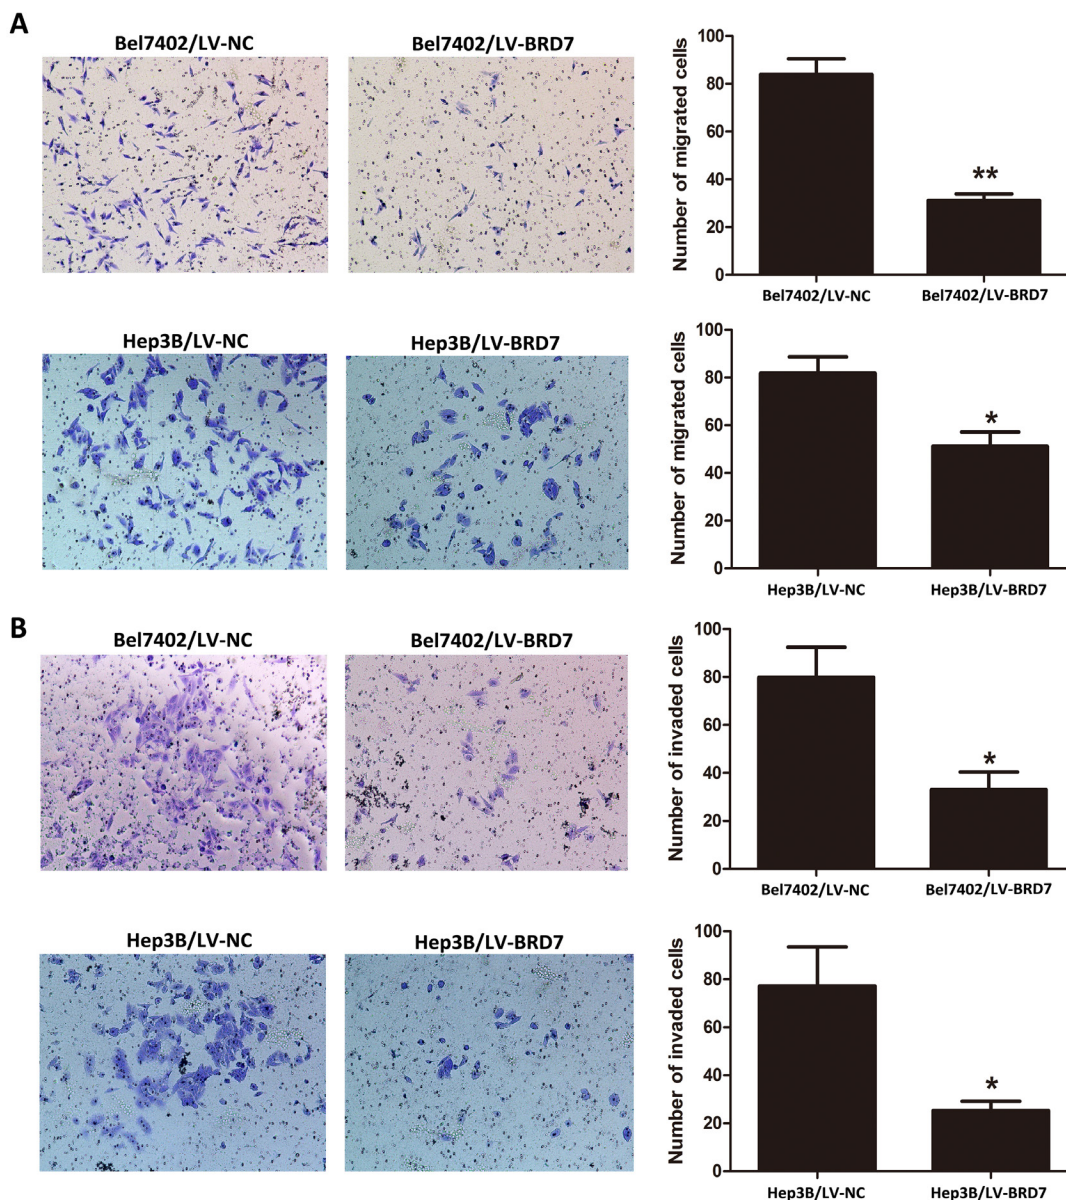 A
Bel7402/LV-NC
Bel7402/LV-BRD7
Number of migrated cells
100
80
60
40
20
0
**
Bel7402/LV-NC
Bel7402/LV-BRD7
Hep3B/LV-NC
Hep3B/LV-BRD7
Number of migrated cells
100
80
60
40
20
0
*
Hep3B/LV-NC
Hep3B/LV-BRD7
B
Bel7402/LV-NC
Bel7402/LV-BRD7
Number of invaded cells
100
80
60
40
20
0
*
Bel7402/LV-NC
Bel7402/LV-BRD7
Hep3B/LV-NC
Hep3B/LV-BRD7
Number of invaded cells
100
80
60
40
20
0
*
Hep3B/LV-NC
Hep3B/LV-BRD7